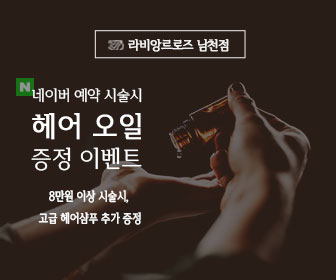 라비앙르로즈 남천점
N
네이버 예약 시술시
헤어 오일
증정 이벤트
8만원 이상 시술시,
고급 헤어샴푸 추가 증정